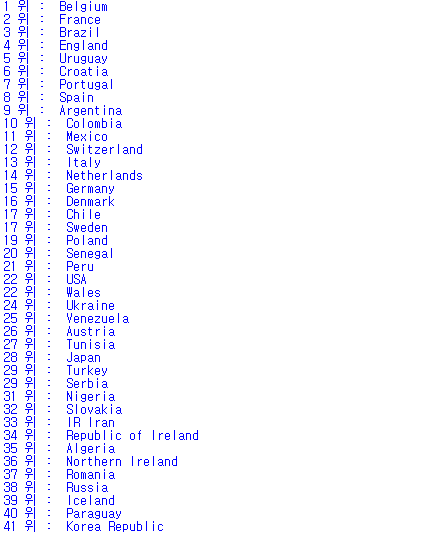 1 위 : Belgium
2 위 : France
3 위 : Brazil
4 위 : England
5 위 : Uruguay
6 위 : Croatia
7 위 : Portugal
8 위 : Spain
9 위 : Argentina
10 위 : Colombia
11 위 : Mexico
12 위 : Switzerland
13 위 : Italy
14 위 : Netherlands
15 위 : Germany
16 위 : Denmark
17 위 : Chile
17 위 : Sweden
19 위 : Poland
20 위 : Senegal
21 위 : Peru
22 위 : USA
22 위 : Wales
24 위 : Ukraine
25 위 : Venezuela
26 위 : Austria
27 위 : Tunisia
28 위 : Japan
29 위 : Turkey
29 위 : Serbia
31 위 : Nigeria
32 위 : Slovakia
33 위 : IR Iran
34 위 : Republic of Ireland
35 위 : Algeria
36 위 : Northern Ireland
37 위 : Romania
38 위 : Russia
39 위 : Iceland
40 위 : Paraguay
41 위 : Korea Republic